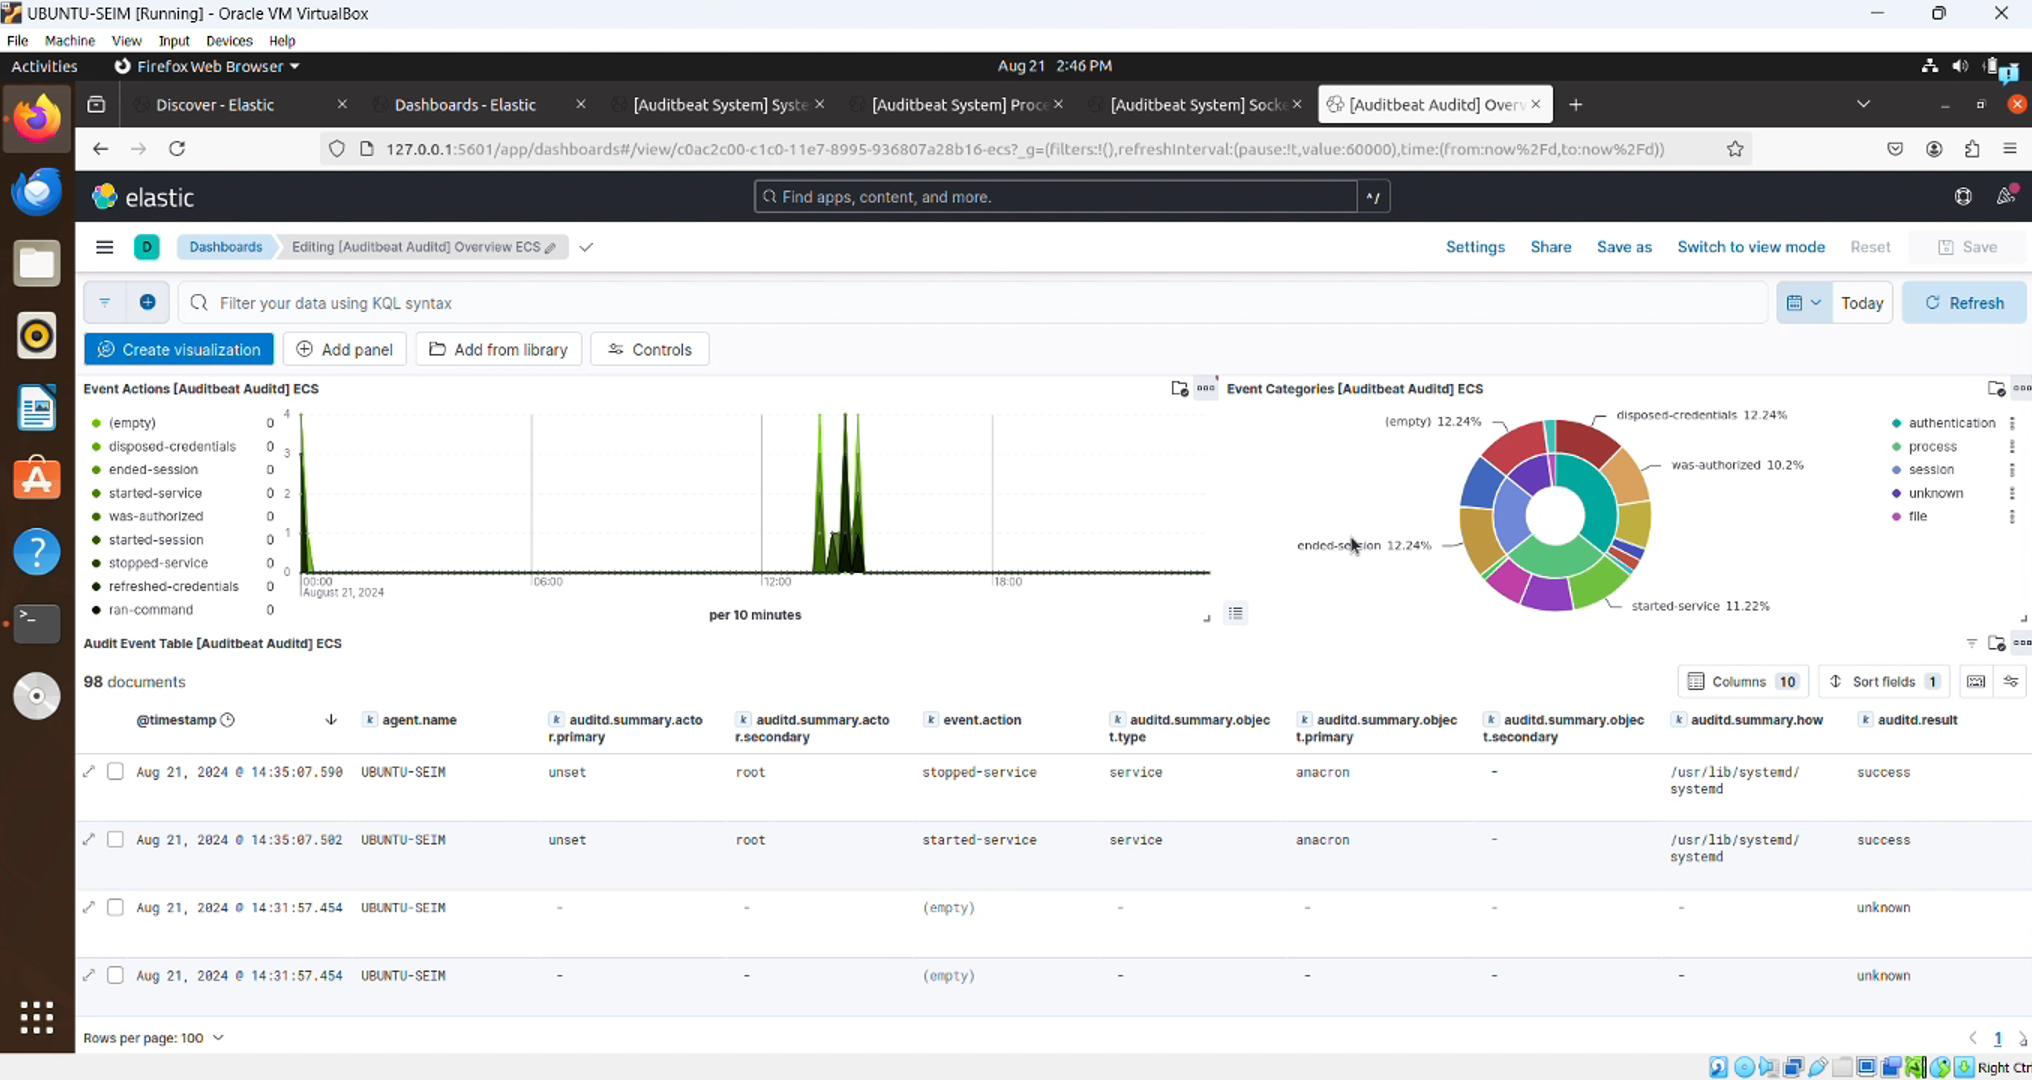 UBUNTU-SEIM [Running] - Oracle VM VirtualBox
File Machine View Input Devices Help
Activities Firefox Web Browser Aug 21 2:46 PM
Discover - Elastic Dashboards - Elastic [Auditbeat System] Syste [Auditbeat System] Proce [Auditbeat System] Socke [Auditbeat Auditd] Overv
127.0.0.1:5601/app/dashboards#/view/c0ac2c00-c1c0-11e7-8995-936807a28b16-ecs?_g=(filters:!(),refreshInterval:(pause:!t,value:60000),time:(from:now%2Fd,to:now%2Fd))
elastic Find apps, content, and more. ^/
D Dashboards Editing [Auditbeat Auditd] Overview ECS Settings Share Save as Switch to view mode Reset Save
Filter your data using KQL syntax Today Refresh
Create visualization Add panel Add from library Controls
Event Actions [Auditbeat Auditd] ECS
(empty) 0
disposed-credentials 0
ended-session 0
started-service 0
was-authorized 0
started-session 0
stopped-service 0
refreshed-credentials 0
ran-command 0
4
3
2
1
0
00:00 06:00 12:00 18:00
August 21, 2024
per 10 minutes
Event Categories [Auditbeat Auditd] ECS
(empty) 12.24%
disposed-credentials 12.24%
was-authorized 10.2%
ended-session 12.24%
started-service 11.22%
authentication
process
session
unknown
file
Audit Event Table [Auditbeat Auditd] ECS
98 documents Columns 10 Sort fields 1
@timestamp k agent.name k auditd.summary.actor.primary k auditd.summary.actor.secondary k event.action k auditd.summary.object.type k auditd.summary.object.primary k auditd.summary.object.secondary k auditd.summary.how k auditd.result
Aug 21, 2024 @ 14:35:07.590 UBUNTU-SEIM unset root stopped-service service anacron - /usr/lib/systemd/systemd success
Aug 21, 2024 @ 14:35:07.502 UBUNTU-SEIM unset root started-service service anacron - /usr/lib/systemd/systemd success
Aug 21, 2024 @ 14:31:57.454 UBUNTU-SEIM - - (empty) - - - - unknown
Aug 21, 2024 @ 14:31:57.454 UBUNTU-SEIM - - (empty) - - - - unknown
Rows per page: 100 1
Right Ctr